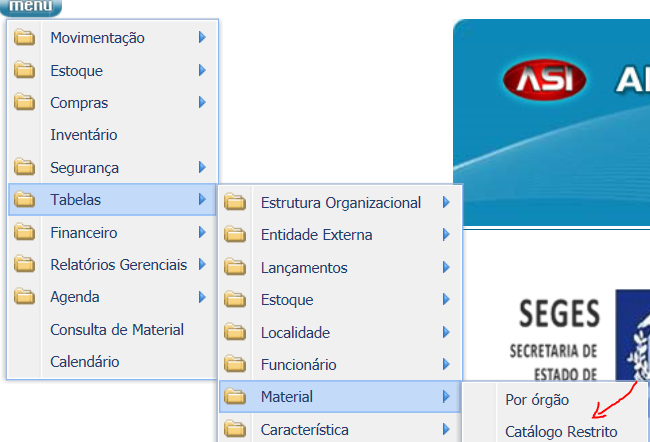 menu
Movimentação
Estoque
Compras
Inventário
Segurança
Tabelas
Financeiro
Relatórios Gerenciais
Agenda
Consulta de Material
Calendário
Estrutura Organizacional
Entidade Externa
Lançamentos
Estoque
Localidade
Funcionário
Material
Característica
Por órgão
Catálogo Restrito
ASI
SEGES
SECRETARIA DE
ESTADO DE